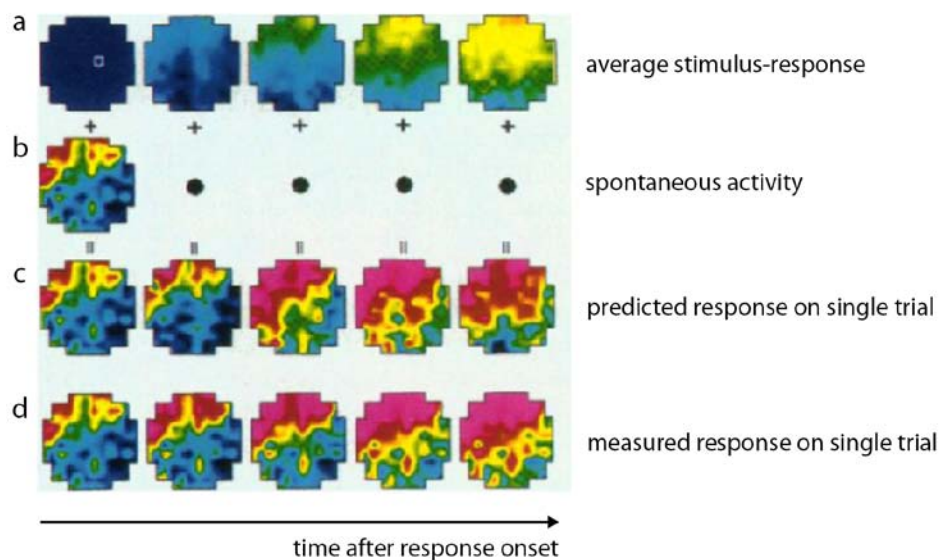 a
average stimulus-response
+ + + + +
b
spontaneous activity
= = = = =
c
predicted response on single trial
d
measured response on single trial
time after response onset